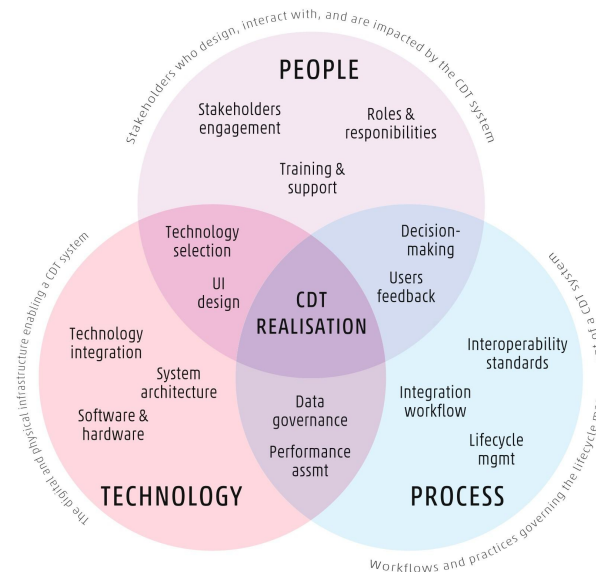 Stakeholders who design, interact with, and are impacted by the CDT system
PEOPLE
Stakeholders
engagement
Roles &
responibilities
Training &
support
Technology
selection
UI
design
Decision-
making
Users
feedback
CDT
REALISATION
The digital and physical infrastructure enabling a CDT system
Technology
integration
System
architecture
Software &
hardware
TECHNOLOGY
Data
governance
Performance
assmt
Interoperability
standards
Integration
workflow
Lifecycle
mgmt
PROCESS
Workflows and practices governing the lifecycle
of a CDT system